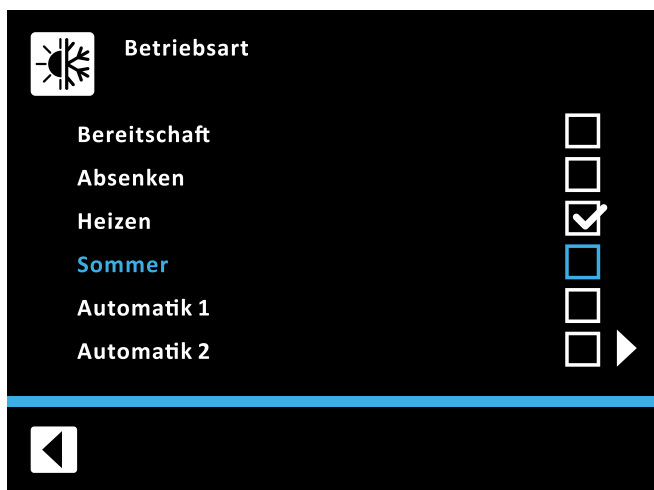 Betriebsart
Bereitschaft
Absenken
Heizen
Sommer
Automatik 1
Automatik 2